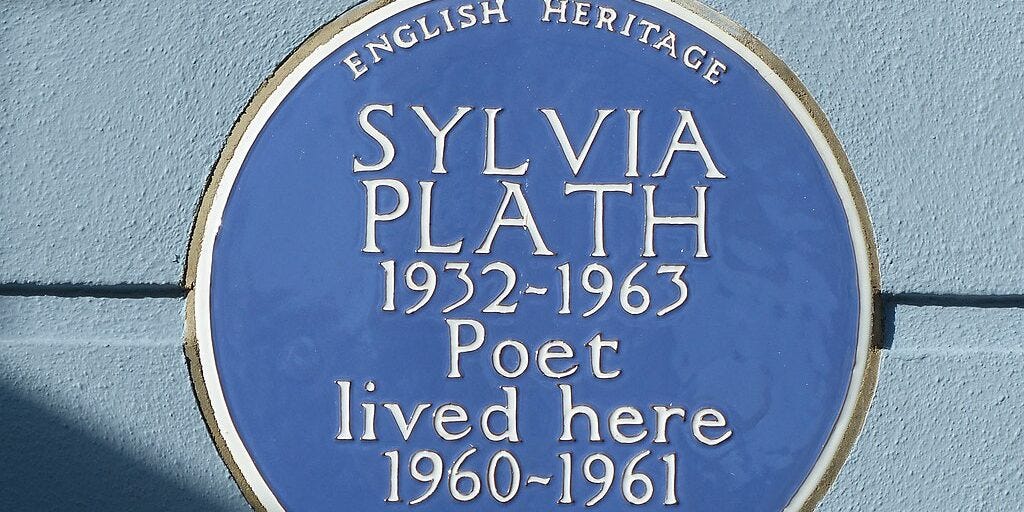 ENGLISH HERITAGE
SYLVIA
PLATH
1932-1963
Poet
lived here
1960-1961